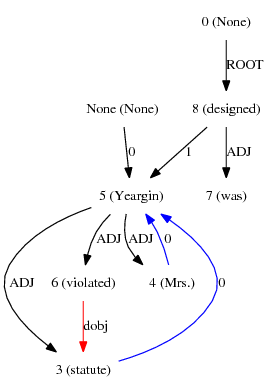 0 (None)
ROOT
None (None) 8 (designed)
0 1 ADJ
5 (Yeargin) 7 (was)
ADJ ADJ 0
ADJ 6 (violated) 4 (Mrs.) 0
dobj
3 (statute)